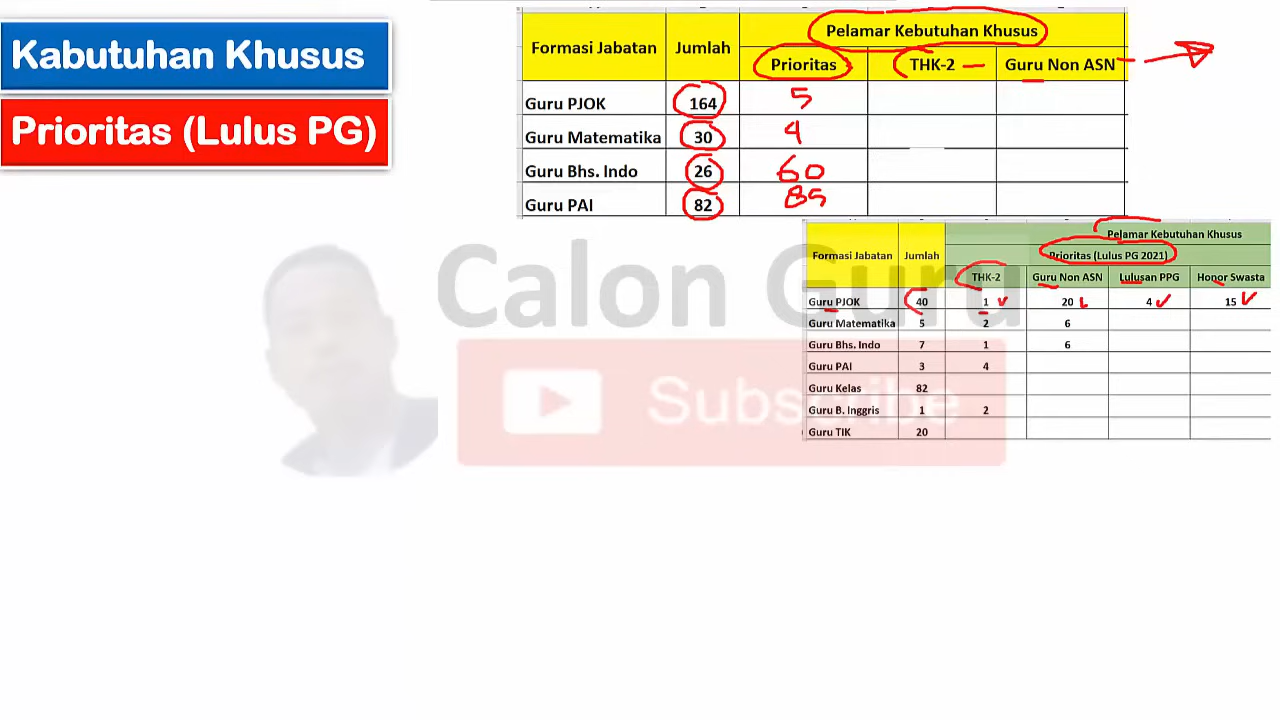 Kabutuhan Khusus
Prioritas (Lulus PG)
Pelamar Kebutuhan Khusus
Formasi Jabatan Jumlah Prioritas THK-2 Guru Non ASN
Guru PJOK 164 5
Guru Matematika 30 4
Guru Bhs. Indo 26 60
Guru PAI 82 85
Pelamar Kebutuhan Khusus
Prioritas (Lulus PG 2021)
Formasi Jabatan Jumlah THK-2 Guru Non ASN Lulusan PPG Honor Swasta
Guru PJOK 40 1 20 4 15
Guru Matematika 5 2 6
Guru Bhs. Indo 7 1 6
Guru PAI 3 4
Guru Kelas 82
Guru B. Inggris 1 2
Guru TIK 20
Calon Guru
Subscribe